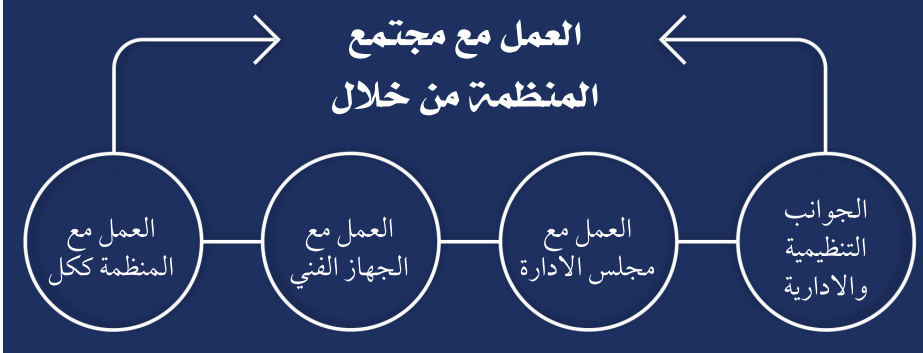 العمل مع مجتمع
المنظمة من خلال
الجوانب
التنظيمية
والادارية
العمل مع
مجلس الادارة
العمل مع
الجهاز الفني
العمل مع
المنظمة ككل